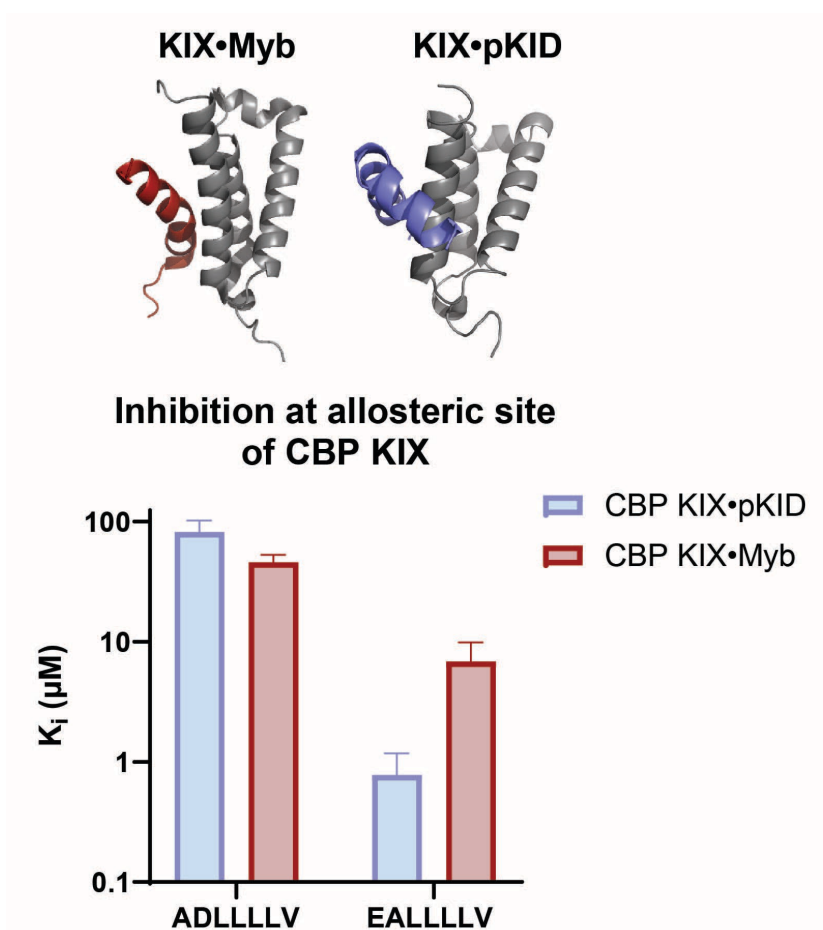 KIX•Myb KIX•pKID
Inhibition at allosteric site
of CBP KIX
CBP KIX•pKID
CBP KIX•Myb
100
10
1
0.1
Ki (µM)
ADLLLLV EALLLLV